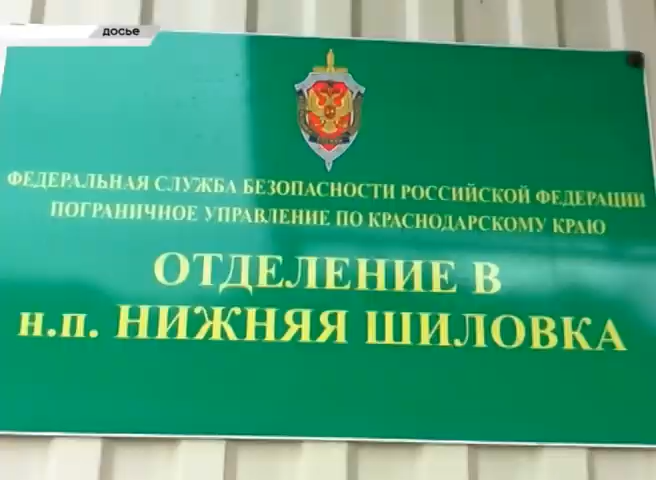 досье
ФЕДЕРАЛЬНАЯ СЛУЖБА БЕЗОПАСНОСТИ РОССИЙСКОЙ ФЕДЕРАЦИИ
ПОГРАНИЧНОЕ УПРАВЛЕНИЕ ПО КРАСНОДАРСКОМУ КРАЮ
ОТДЕЛЕНИЕ В
н.п. НИЖНЯЯ ШИЛОВКА